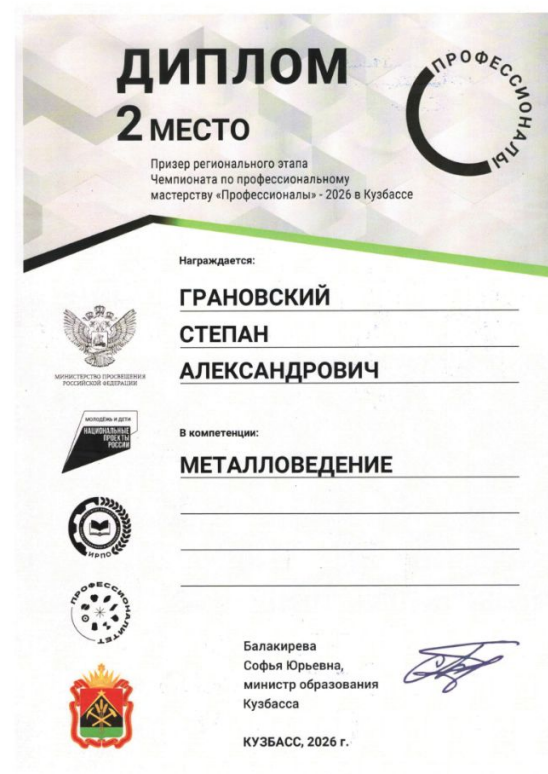 ДИПЛОМ
ПРОФЕССИОНАЛЫ
2 МЕСТО
Призер регионального этапа
Чемпионата по профессиональному
мастерству «Профессионалы» - 2026 в Кузбассе
Награждается:
ГРАНОВСКИЙ
СТЕПАН
АЛЕКСАНДРОВИЧ
МИНИСТЕРСТВО ПРОСВЕЩЕНИЯ
РОССИЙСКОЙ ФЕДЕРАЦИИ
МОЛОДЁЖЬ И ДЕТИ
НАЦИОНАЛЬНЫЕ
ПРОЕКТЫ
РОССИИ
В компетенции:
МЕТАЛЛОВЕДЕНИЕ
ИРПО
ПРОФЕССИОНАЛИТЕТ
Балакирева
Софья Юрьевна,
министр образования
Кузбасса
КУЗБАСС, 2026 г.